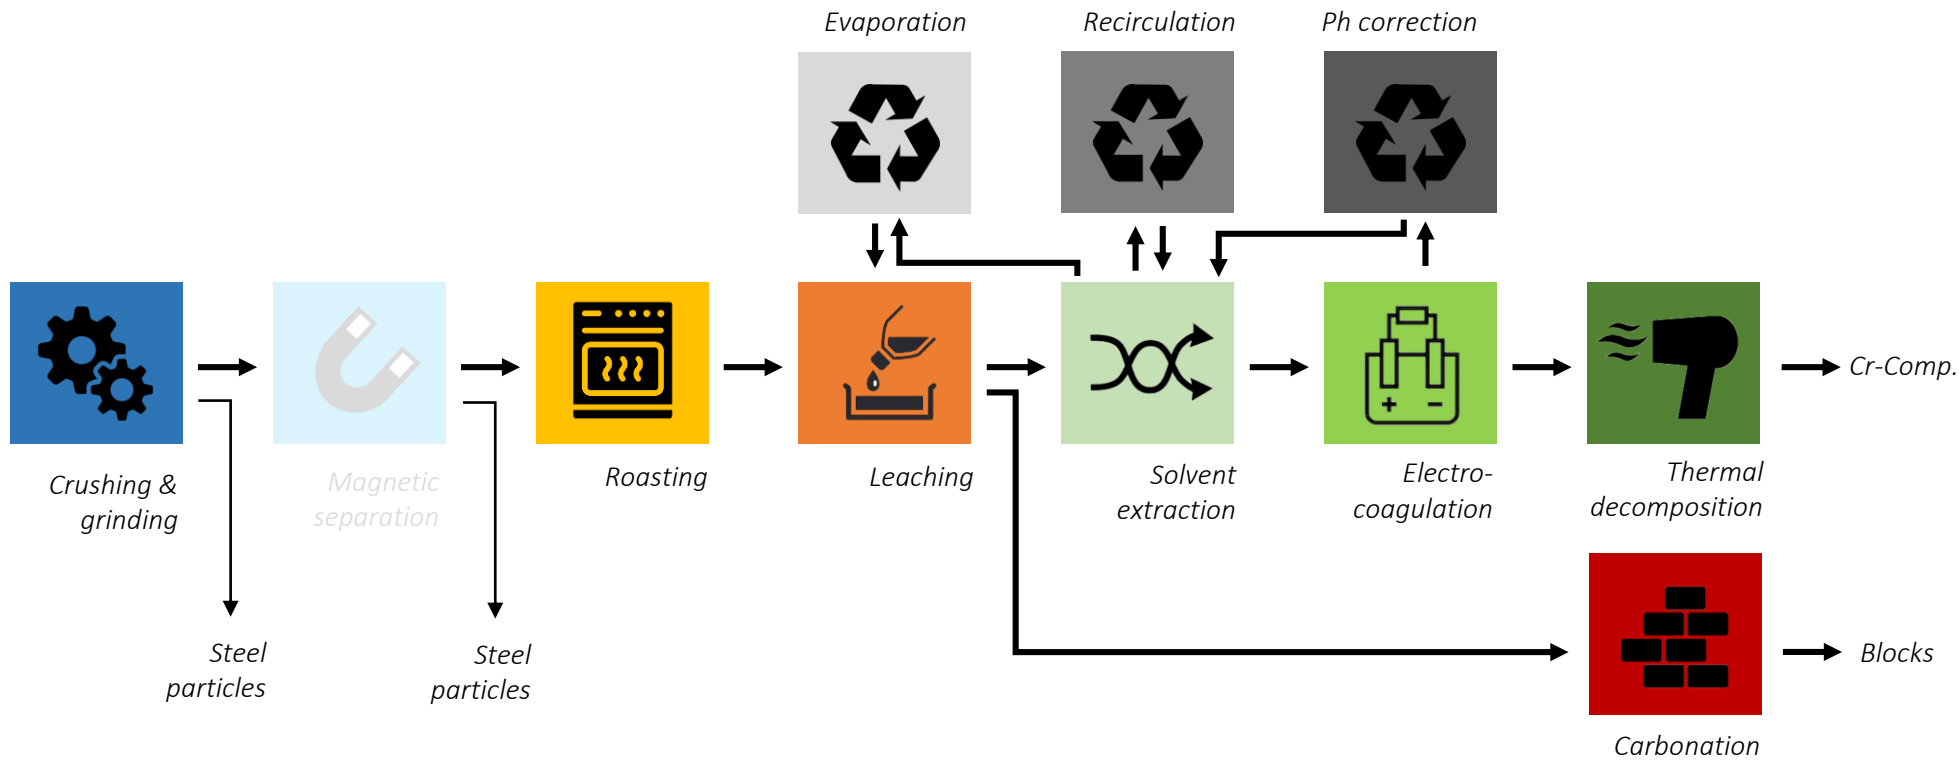 Evaporation
Recirculation
Ph correction
Cr-Comp.
Crushing &
grinding
Magnetic
separation
Roasting
Leaching
Solvent
extraction
Electro-
coagulation
Thermal
decomposition
Steel
particles
Steel
particles
Blocks
Carbonation